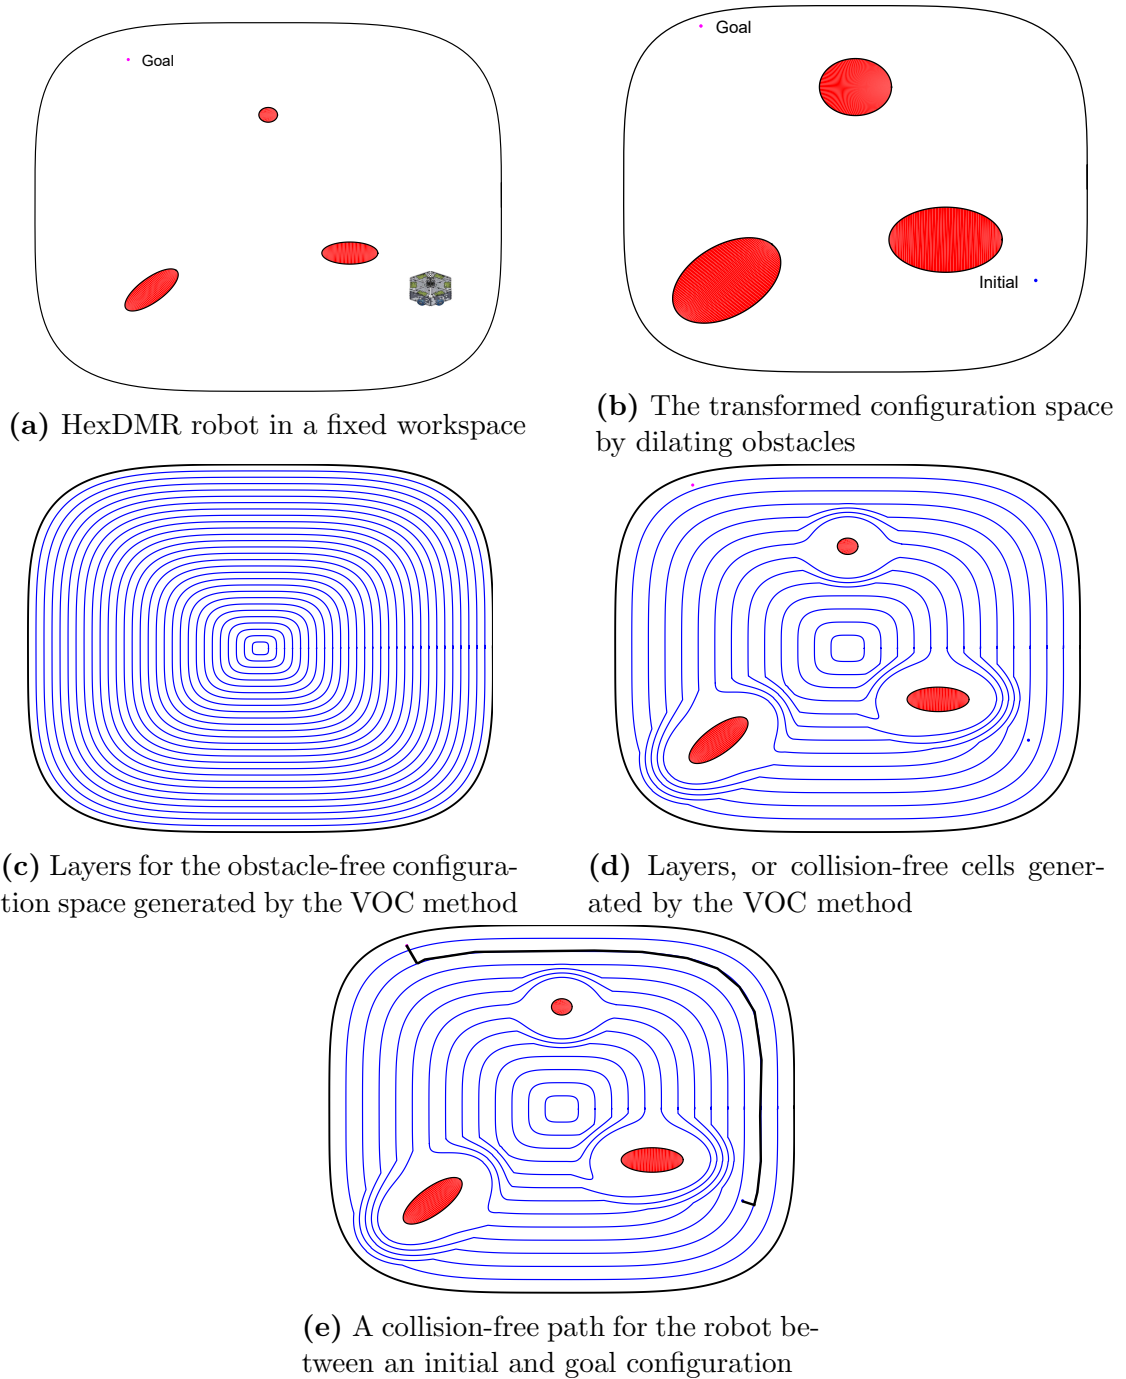 Goal
(a) HexDMR robot in a fixed workspace
Goal
Initial
(b) The transformed configuration space
by dilating obstacles
(c) Layers for the obstacle-free configura-
tion space generated by the VOC method
(d) Layers, or collision-free cells gener-
ated by the VOC method
(e) A collision-free path for the robot be-
tween an initial and goal configuration